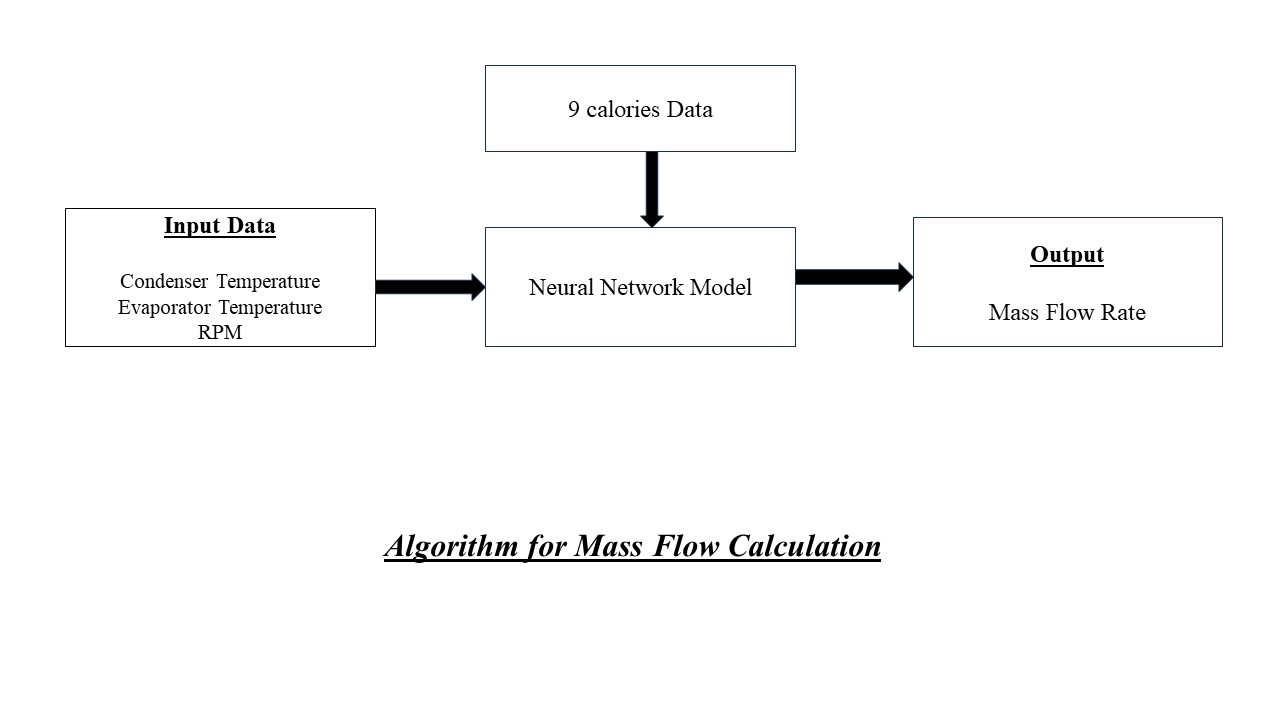 9 calories Data
Input Data
Condenser Temperature
Evaporator Temperature
RPM
Neural Network Model
Output
Mass Flow Rate
Algorithm for Mass Flow Calculation